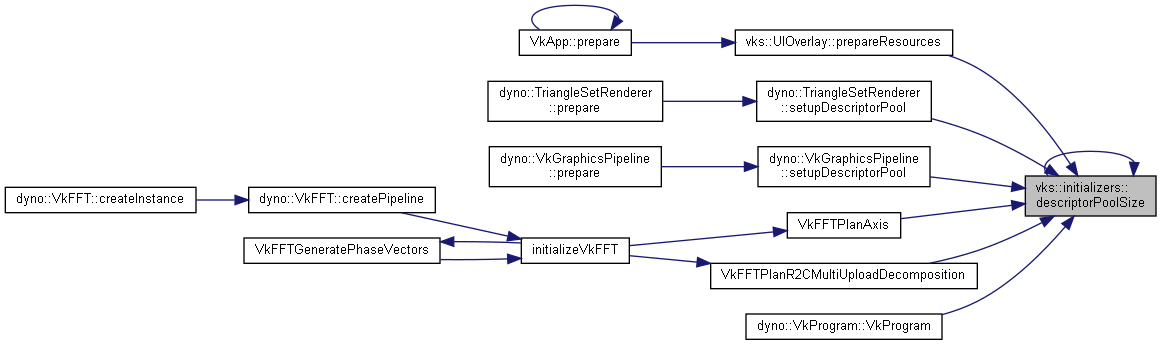 VkApp::prepare
vks::UIOverlay::prepareResources
dyno::TriangleSetRenderer
::prepare
dyno::TriangleSetRenderer
::setupDescriptorPool
dyno::VkGraphicsPipeline
::prepare
dyno::VkGraphicsPipeline
::setupDescriptorPool
vks::initializers::
descriptorPoolSize
dyno::VkFFT::createInstance
dyno::VkFFT::createPipeline
VkFFTPlanAxis
VkFFTGeneratePhaseVectors
initializeVkFFT
VkFFTPlanR2CMultiUploadDecomposition
dyno::VkProgram::VkProgram